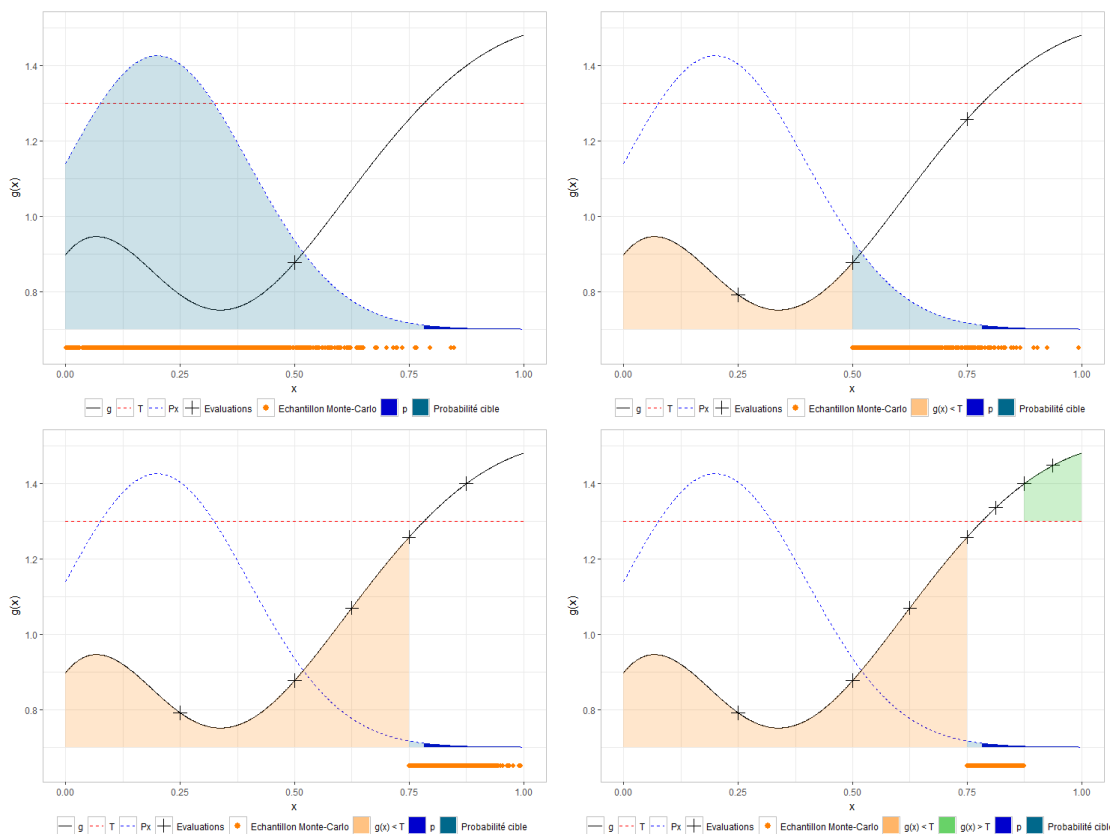 1.4
1.2
1.0
0.8
g(x)
0.00 0.25 0.50 0.75 1.00
x
g T Px Evaluations Echantillon Monte-Carlo p Probabilité cible
1.4
1.2
1.0
0.8
g(x)
0.00 0.25 0.50 0.75 1.00
x
g T Px Evaluations Echantillon Monte-Carlo g(x) < T p Probabilité cible
1.4
1.2
1.0
0.8
g(x)
0.00 0.25 0.50 0.75 1.00
x
g T Px Evaluations Echantillon Monte-Carlo g(x) < T p Probabilité cible
1.4
1.2
1.0
0.8
g(x)
0.00 0.25 0.50 0.75 1.00
x
g T Px Evaluations Echantillon Monte-Carlo g(x) < T g(x) > T p Probabilité cible